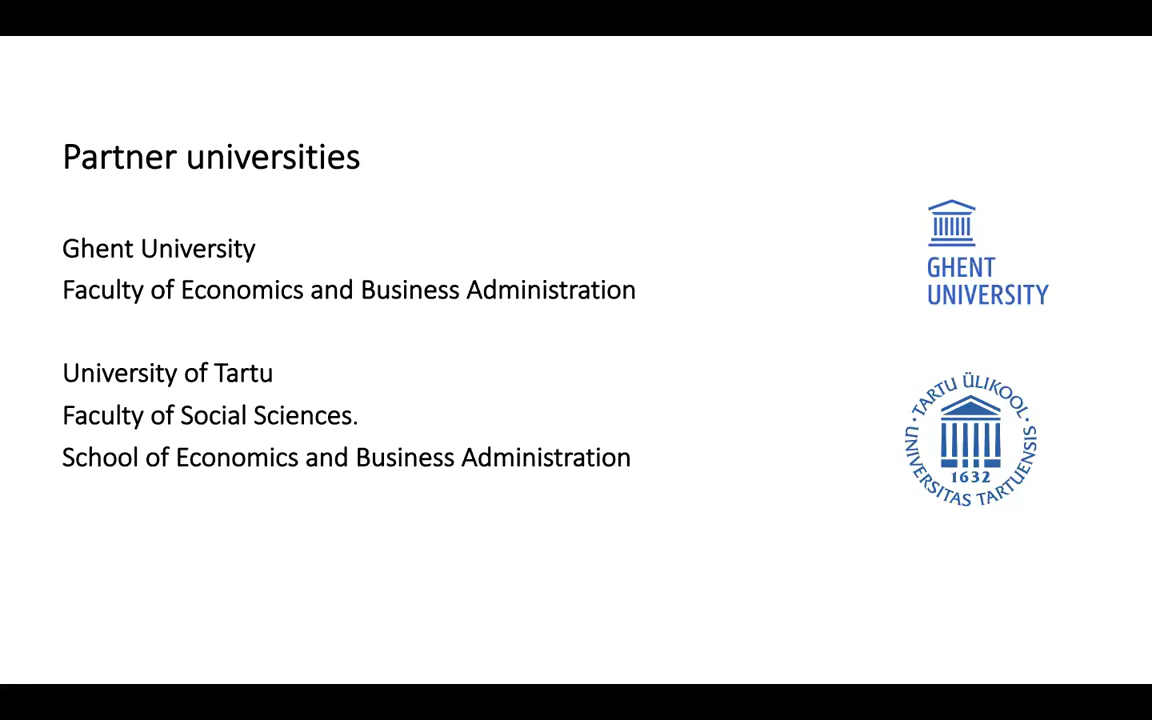 Partner universities
Ghent University
Faculty of Economics and Business Administration
GHENT
UNIVERSITY
University of Tartu
Faculty of Social Sciences.
School of Economics and Business Administration
· TARTU ÜLIKOOL ·
UNIVERSITAS TARTUENSIS
1632